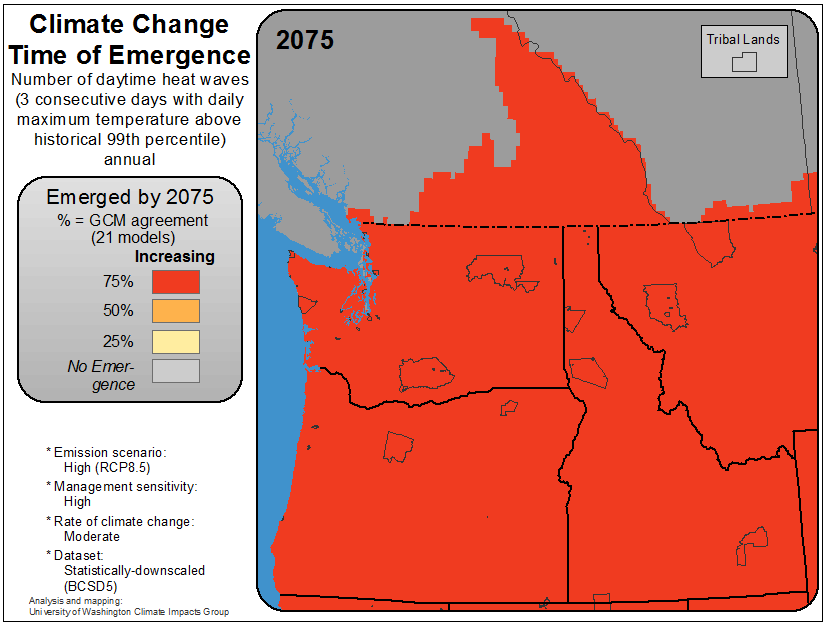 Climate Change
Time of Emergence
Number of daytime heat waves
(3 consecutive days with daily
maximum temperature above
historical 99th percentile)
annual
Emerged by 2075
% = GCM agreement
(21 models)
Increasing
75%
50%
25%
No Emer-
gence
* Emission scenario:
High (RCP8.5)
* Management sensitivity:
High
* Rate of climate change:
Moderate
* Dataset:
Statistically-downscaled
(BCSD5)
Analysis and mapping:
University of Washington Climate Impacts Group
2075
Tribal Lands